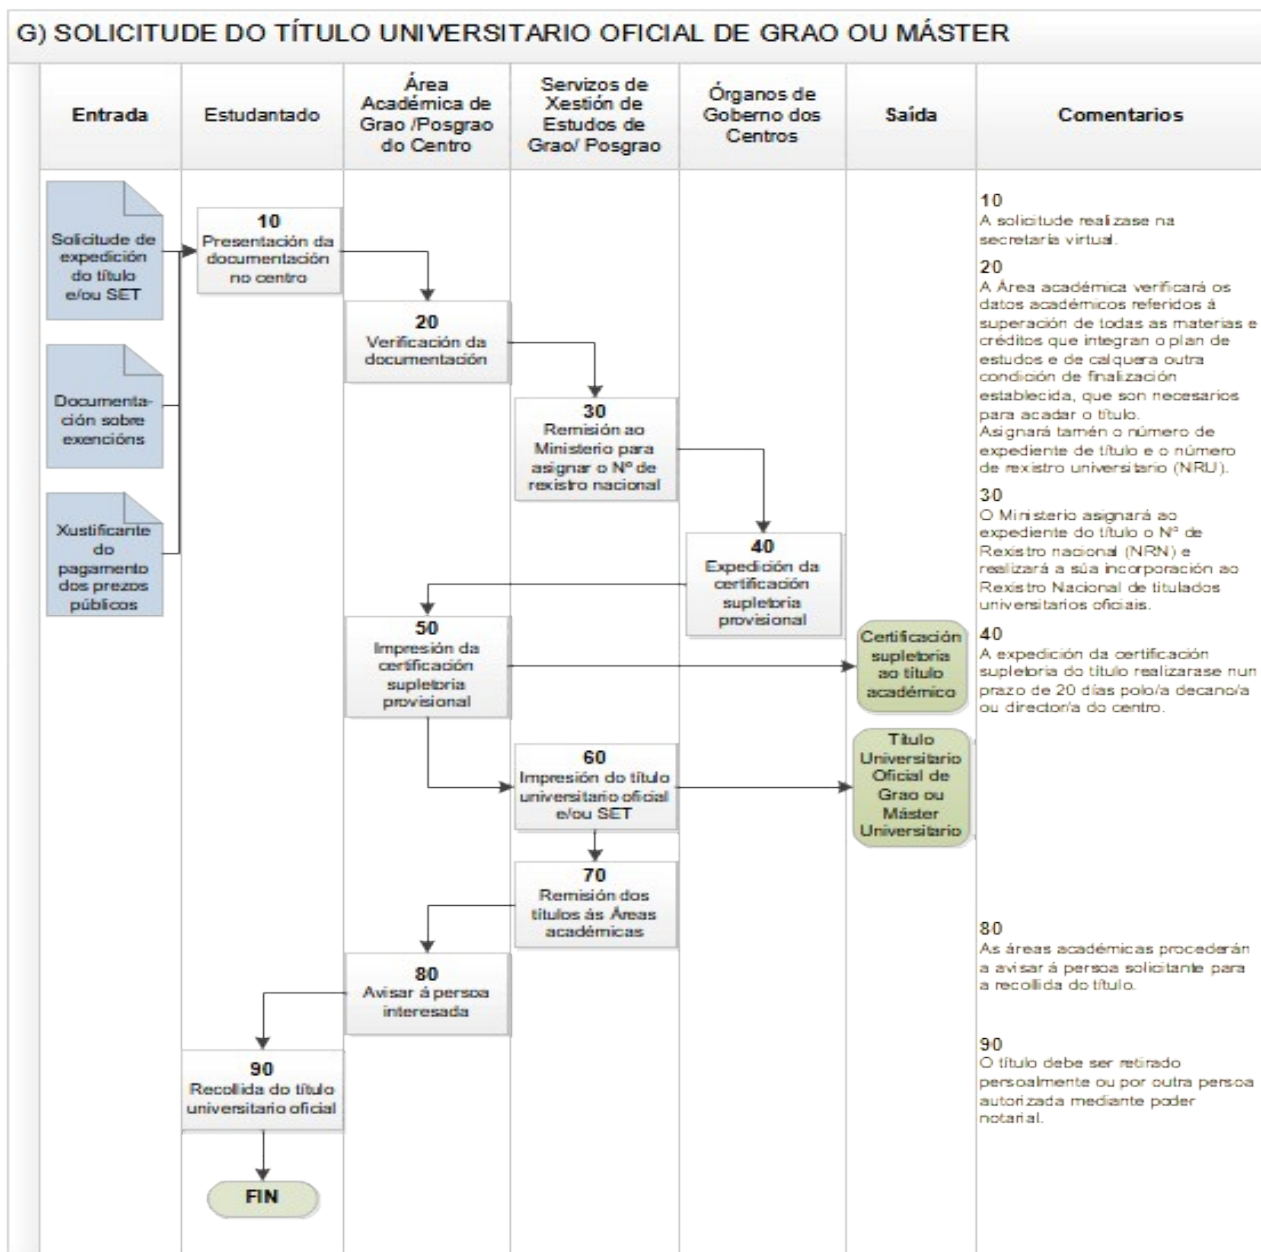 G) SOLICITUDE DO TÍTULO UNIVERSITARIO OFICIAL DE GRAO OU MÁSTER
Entrada
Estudantado
Área
Académica de
Grao /Posgrao
do Centro
Servizos de
Xestión de
Estudos de
Grao/ Posgrao
Órganos de
Goberno dos
Centros
Saída
Comentarios
Solicitude de
expedición
do título
e/ou SET
Documenta-
ción sobre
exencións
Xustificante
do
pagamento
dos prezos
públicos
10
Presentación da
documentación
no centro
20
Verificación da
documentación
30
Remisión ao
Ministerio para
asignar o Nº de
rexistro nacional
40
Expedición da
certificación
supletoria
provisional
50
Impresión da
certificación
supletoria
provisional
Certificación
supletoria
ao título
académico
60
Impresión do título
universitario oficial
e/ou SET
Título
Universitario
Oficial de
Grao ou
Máster
Universitario
70
Remisión dos
títulos ás Áreas
académicas
80
Avisar á persoa
interesada
90
Recollida do título
universitario oficial
FIN
10
A solicitude realizase na
secretaría virtual.
20
A Área académica verificará os
datos académicos referidos á
superación de todas as materias e
créditos que integran o plan de
estudos e de calquera outra
condición de finalización
establecida, que son necesarios
para acadar o título.
Asignará tamén o número de
expediente de título e o número
de rexistro universitario (NRU).
30
O Ministerio asignará ao
expediente do título o Nº de
Rexistro nacional (NRN) e
realizará a súa incorporación ao
Rexistro Nacional de titulados
universitarios oficiais.
40
A expedición da certificación
supletoria do título realizarase nun
prazo de 20 días polo/a decano/a
ou director/a do centro.
80
As áreas académicas procederán
a avisar á persoa solicitante para
a recollida do título.
90
O título debe ser retirado
persoalmente ou por outra persoa
autorizada mediante poder
notarial.